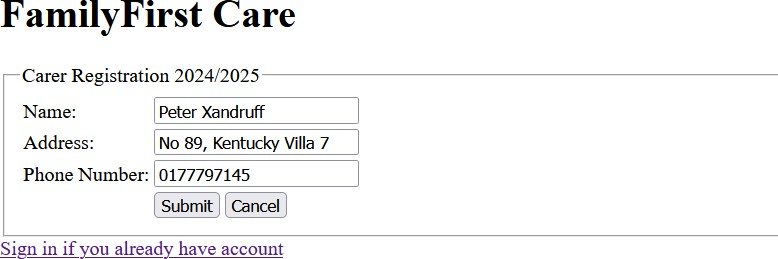 FamilyFirst Care
Carer Registration 2024/2025
Name: Peter Xandruff
Address: No 89, Kentucky Villa 7
Phone Number: 0177797145
Submit Cancel
Sign in if you already have account